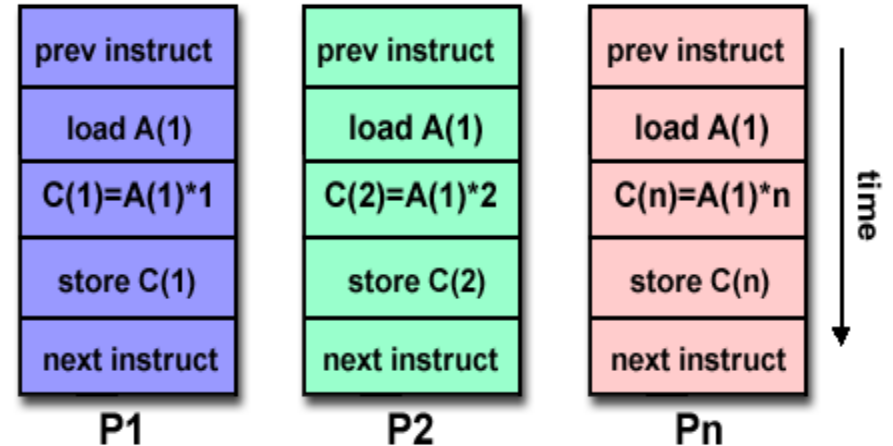 prev instruct
load A(1)
C(1)=A(1)*1
store C(1)
next instruct
P1
prev instruct
load A(1)
C(2)=A(1)*2
store C(2)
next instruct
P2
prev instruct
load A(1)
C(n)=A(1)*n
store C(n)
next instruct
Pn
time